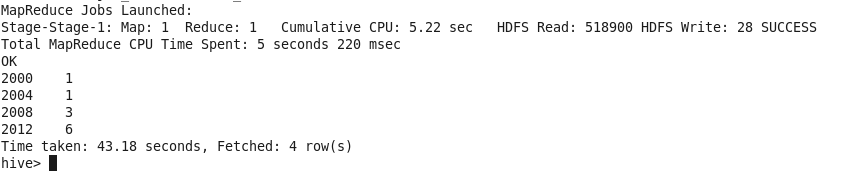 MapReduce Jobs Launched:
Stage-Stage-1: Map: 1  Reduce: 1   Cumulative CPU: 5.22 sec   HDFS Read: 518900 HDFS Write: 28 SUCCESS
Total MapReduce CPU Time Spent: 5 seconds 220 msec
OK
2000    1
2004    1
2008    3
2012    6
Time taken: 43.18 seconds, Fetched: 4 row(s)
hive>